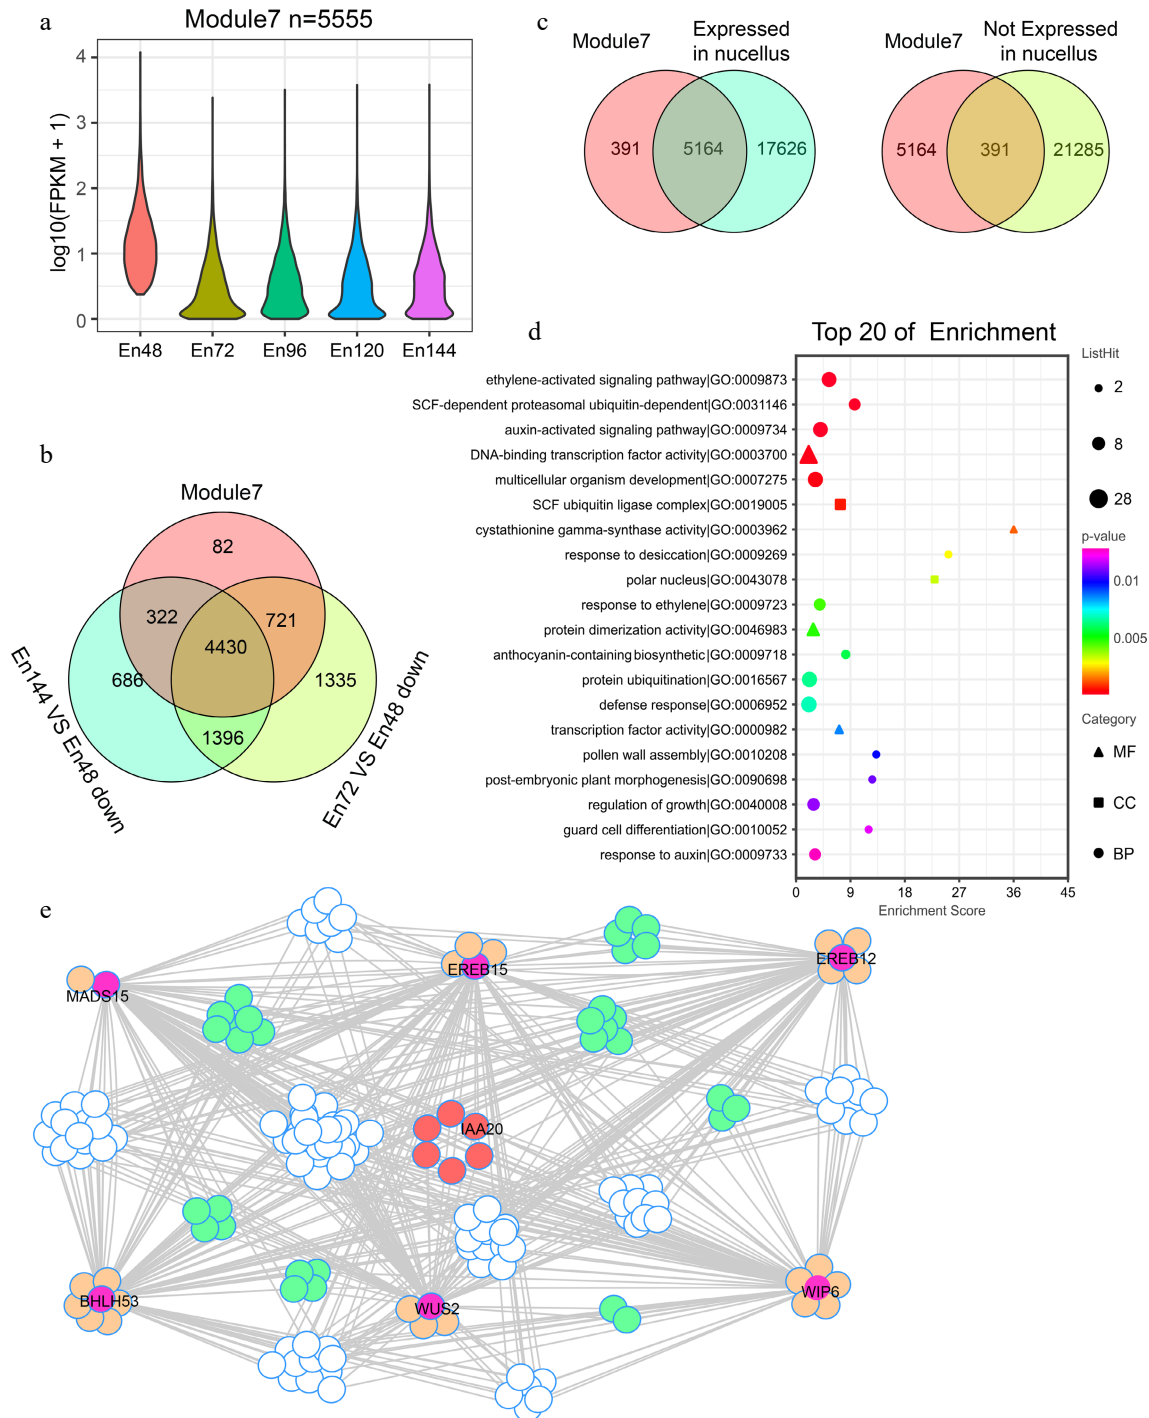 a
Module7 n=5555
log10(FPKM + 1)
4
3
2
1
0
En48
En72
En96
En120
En144
b
Module7
82
322
721
4430
686
1335
1396
En144 VS En48 down
En72 VS En48 down
c
Module7
Expressed
in nucellus
391
5164
17626
Module7
Not Expressed
in nucellus
5164
391
21285
d
Top 20 of Enrichment
ethylene-activated signaling pathway|GO:0009873
SCF-dependent proteasomal ubiquitin-dependent|GO:0031146
auxin-activated signaling pathway|GO:0009734
DNA-binding transcription factor activity|GO:0003700
multicellular organism development|GO:0007275
SCF ubiquitin ligase complex|GO:0019005
cystathionine gamma-synthase activity|GO:0003962
response to desiccation|GO:0009269
polar nucleus|GO:0043078
response to ethylene|GO:0009723
protein dimerization activity|GO:0046983
anthocyanin-containing biosynthetic|GO:0009718
protein ubiquitination|GO:0016567
defense response|GO:0006952
transcription factor activity|GO:0000982
pollen wall assembly|GO:0010208
post-embryonic plant morphogenesis|GO:0090698
regulation of growth|GO:0040008
guard cell differentiation|GO:0010052
response to auxin|GO:0009733
0
9
18
27
36
45
Enrichment Score
ListHit
2
8
28
p-value
0.01
0.005
Category
MF
CC
BP
e
MADS15
EREB15
EREB12
IAA20
BHLH53
WUS2
WIP6